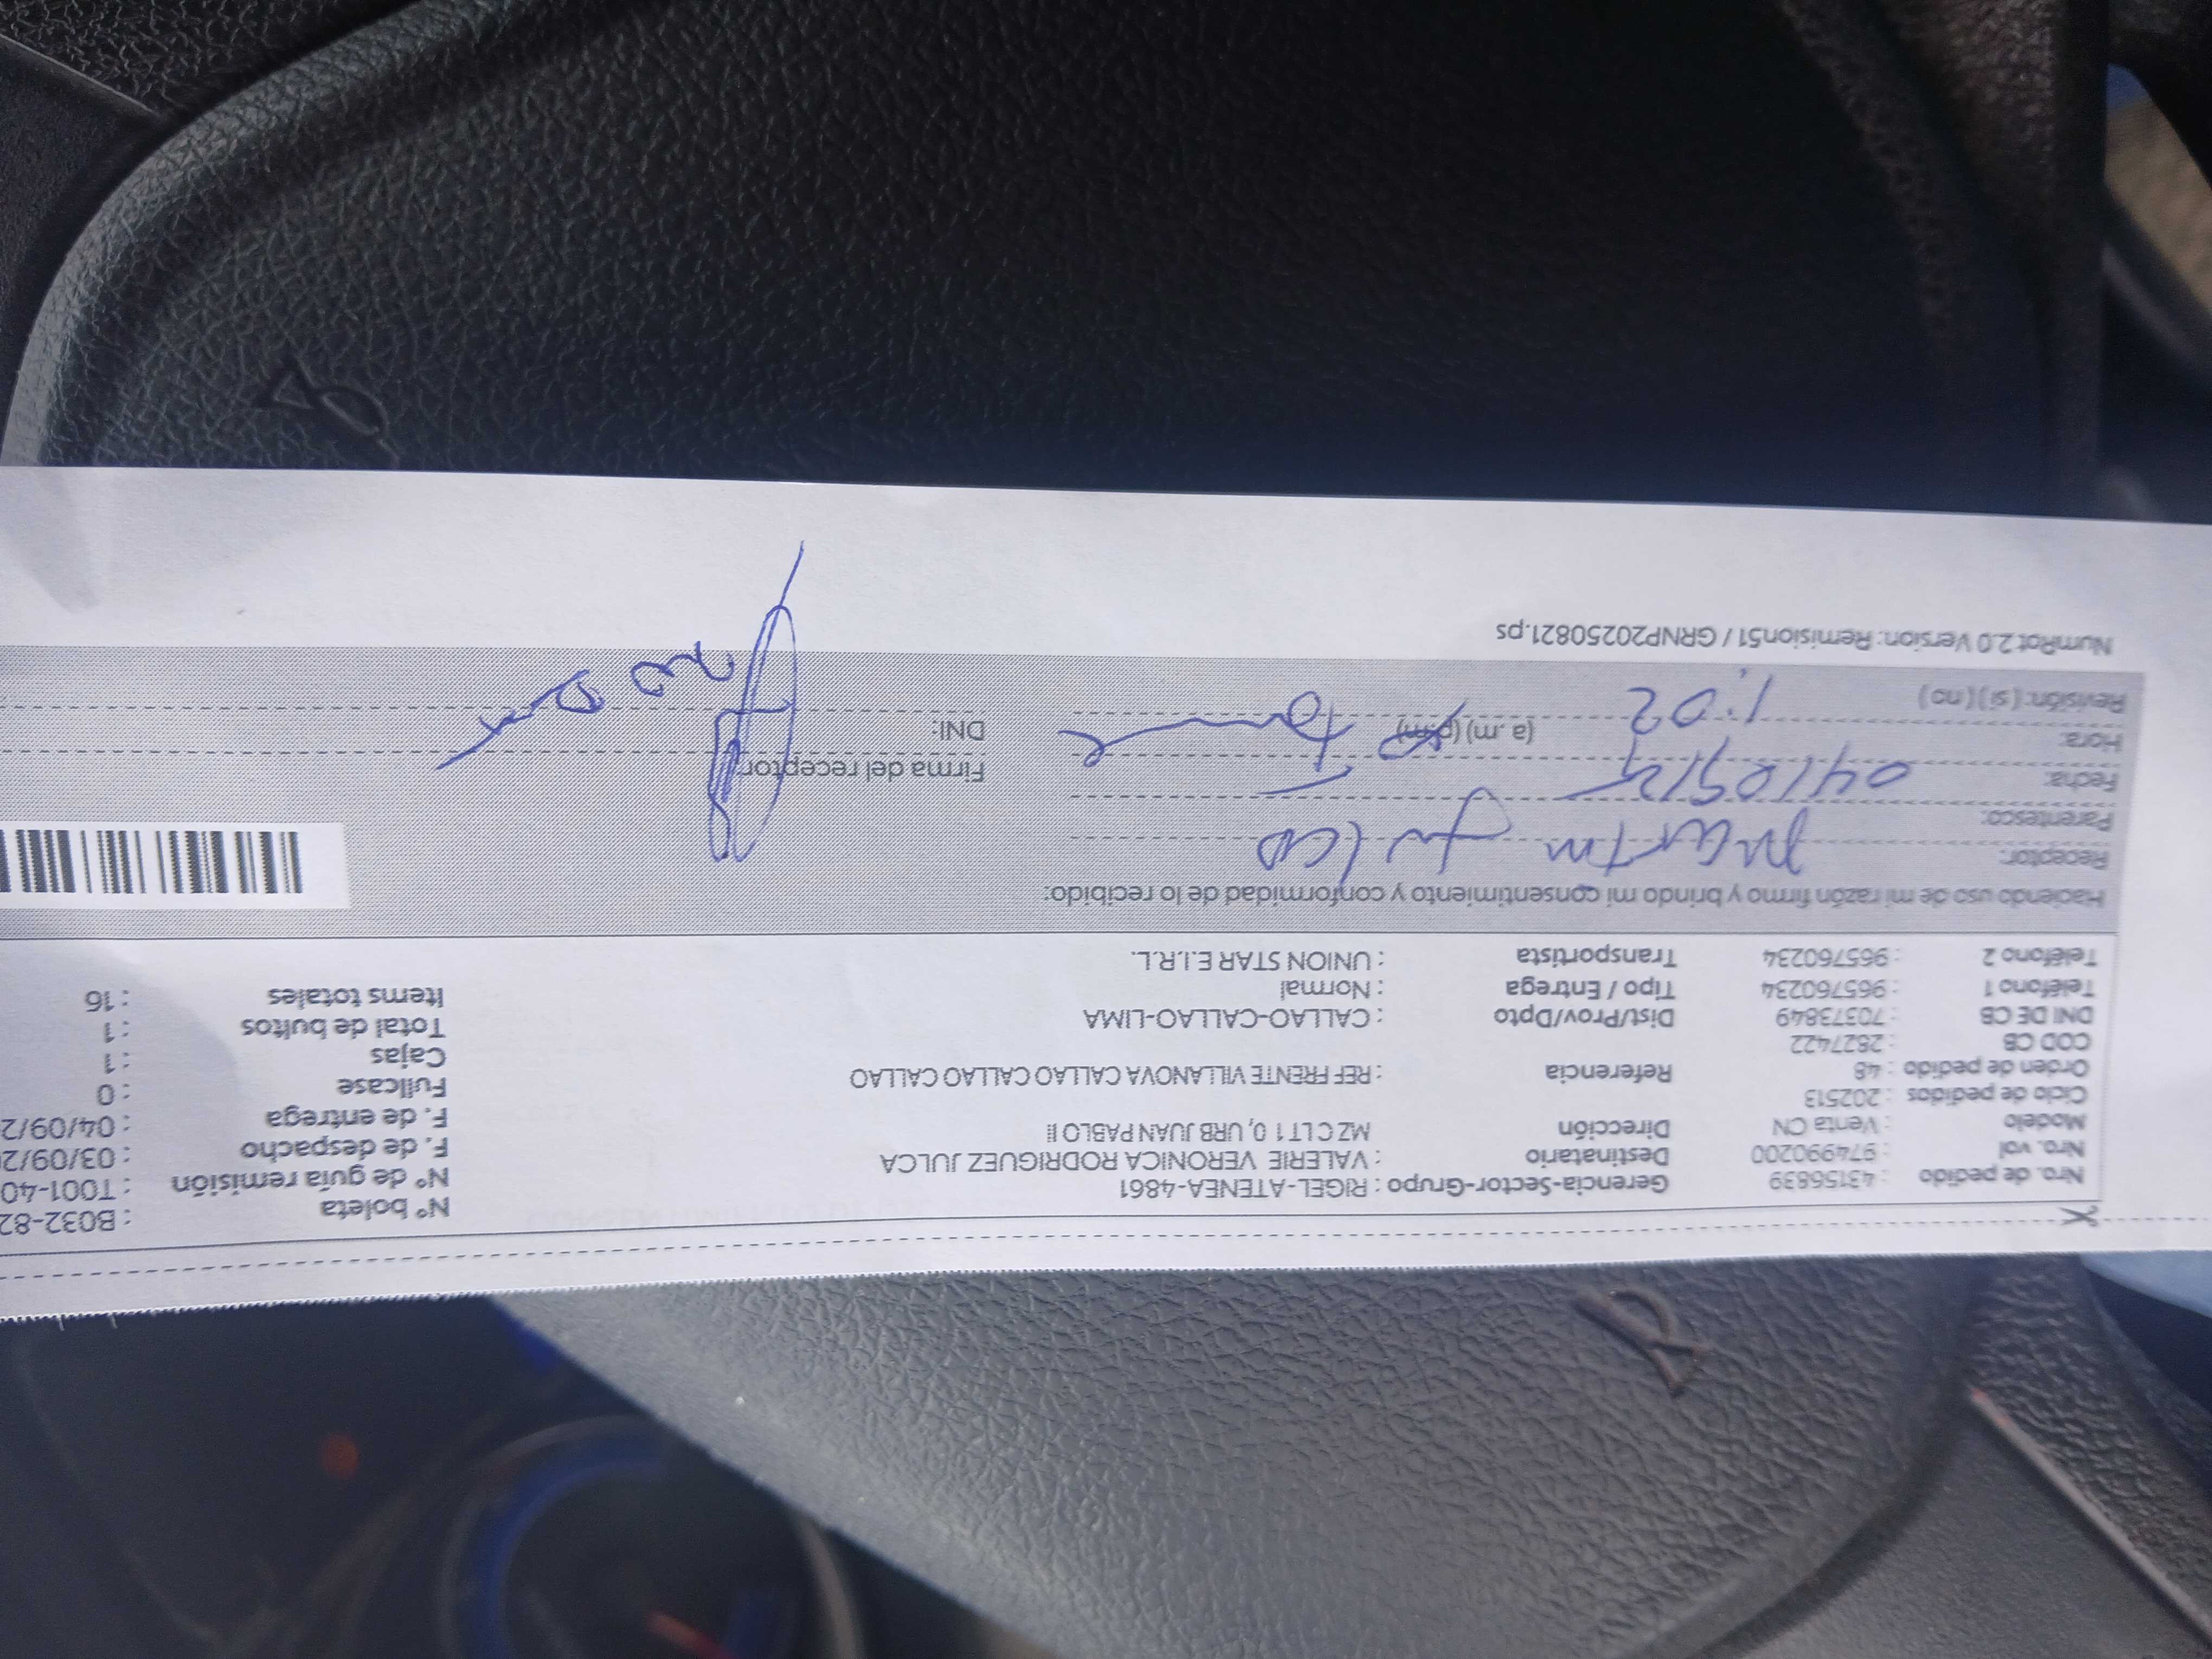 Nro. de pedido : 43156839 Gerencia-Sector-Grupo : RIGEL-ATENEA-4861 N° boleta : B032-82
Nro. vol : 974990200 Destinatario : VALERIE VERONICA RODRIGUEZ JULCA N° de guía remisión : T001-40
Modelo : Venta CN Dirección MZ C LT 1 0, URB JUAN PABLO II F. de despacho : 03/09/2
Ciclo de pedidos : 202513 F. de entrega : 04/09/2
Orden de pedido : 48 Referencia : REF FRENTE VILLANOVA CALLAO CALLAO CALLAO Fullcase : 0
COD CB : 2827422 Cajas : 1
DNI DE CB : 70373849 Dist/Prov/Dpto : CALLAO-CALLAO-LIMA Total de bultos : 1
Teléfono 1 : 965760234 Tipo / Entrega : Normal Items totales : 16
Teléfono 2 : 965760234 Transportista : UNION STAR E.I.R.L.
Haciendo uso de mi razón firmo y brindo mi consentimiento y conformidad de lo recibido:
Receptor: Martin Julca
Parentesco:
Fecha: 04/09/25 Firma del receptor:
Hora: 1:02 (a.m) (p.m) DNI:
Revisión: (si) (no)
NumRot 2.0 Version: Remision51 / GRNP20250821.ps